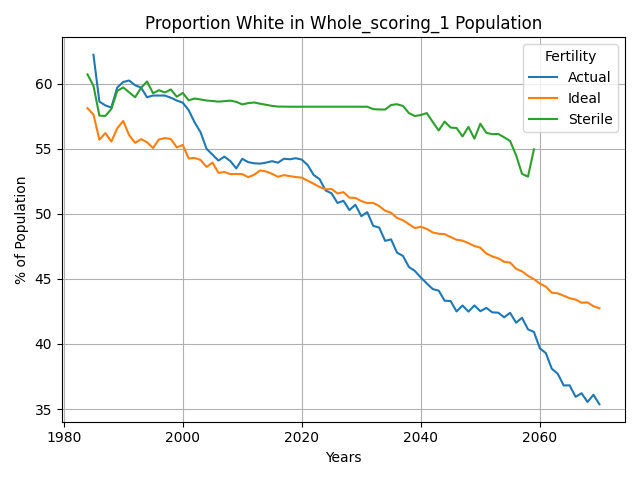 Proportion White in Whole_scoring_1 Population
Fertility
Actual
Ideal
Sterile
% of Population
60
55
50
45
40
35
1980
2000
2020
2040
2060
Years